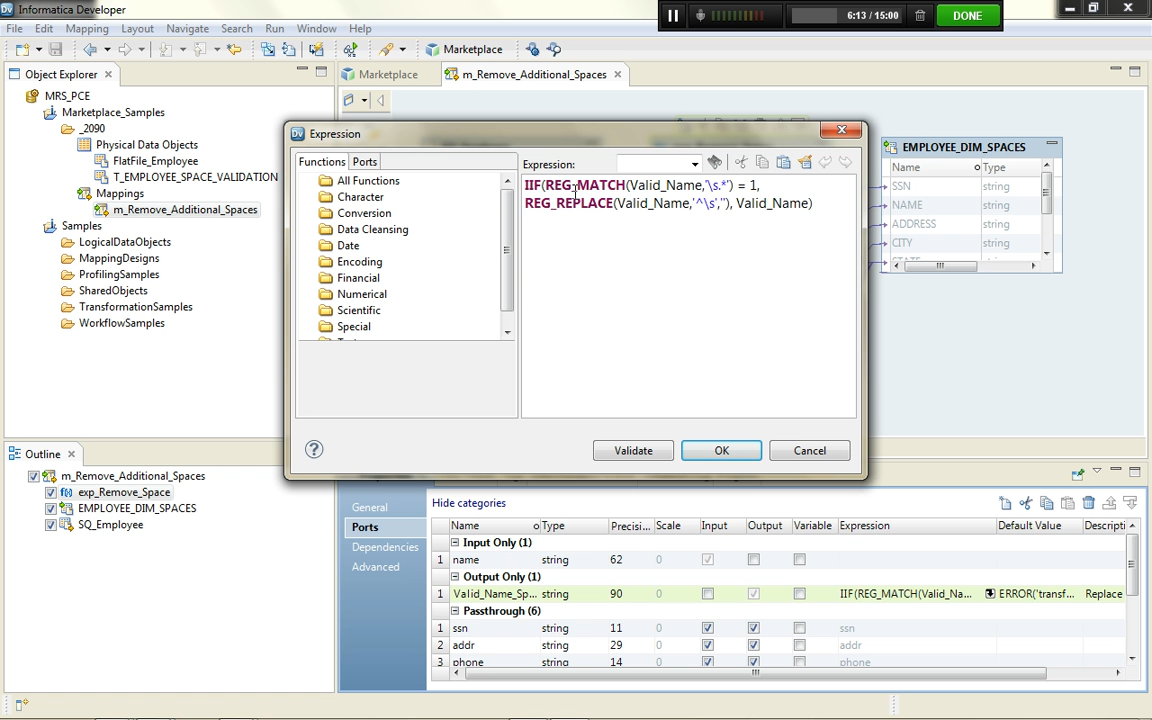 Informatica Developer
6:13 / 15:00
DONE
File Edit Mapping Layout Navigate Search Run Window Help
Marketplace
Object Explorer
Marketplace
m_Remove_Additional_Spaces
MRS_PCE
Marketplace_Samples
_2090
Physical Data Objects
FlatFile_Employee
T_EMPLOYEE_SPACE_VALIDATION
Mappings
m_Remove_Additional_Spaces
Samples
LogicalDataObjects
MappingDesigns
ProfilingSamples
SharedObjects
TransformationSamples
WorkflowSamples
Expression
Functions Ports
All Functions
Character
Conversion
Data Cleansing
Date
Encoding
Financial
Numerical
Scientific
Special
Expression:
IIF(REG_MATCH(Valid_Name,'\s.*') = 1,
REG_REPLACE(Valid_Name,'^\s',''), Valid_Name)
Validate OK Cancel
EMPLOYEE_DIM_SPACES
Name Type
SSN string
NAME string
ADDRESS string
CITY string
Outline
m_Remove_Additional_Spaces
exp_Remove_Space
EMPLOYEE_DIM_SPACES
SQ_Employee
General
Ports
Dependencies
Advanced
Hide categories
Name Type Precisi... Scale Input Output Variable Expression Default Value Descripti
Input Only (1)
1 name string 62 0
Output Only (1)
1 Valid_Name_Sp... string 90 0 IIF(REG_MATCH(Valid_Na... ERROR('transf... Replace
Passthrough (6)
1 ssn string 11 0 ssn
2 addr string 29 0 addr
3 phone string 14 0 phone